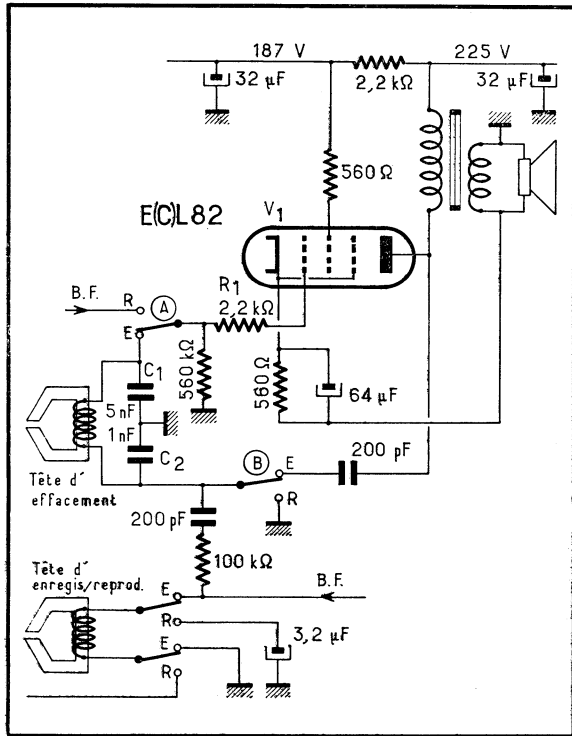 187 V
225 V
32 µF
2,2 kΩ
32 µF
560 Ω
E(C)L82
V1
R1
2,2 kΩ
B.F.
R
A
E
C1
5 nF
1 nF
C2
560 kΩ
560 Ω
64 µF
Tête d'
effacement
B
E
R
200 pF
200 pF
100 kΩ
Tête d'
enregis/reprod.
E
R
E
R
B.F.
3,2 µF